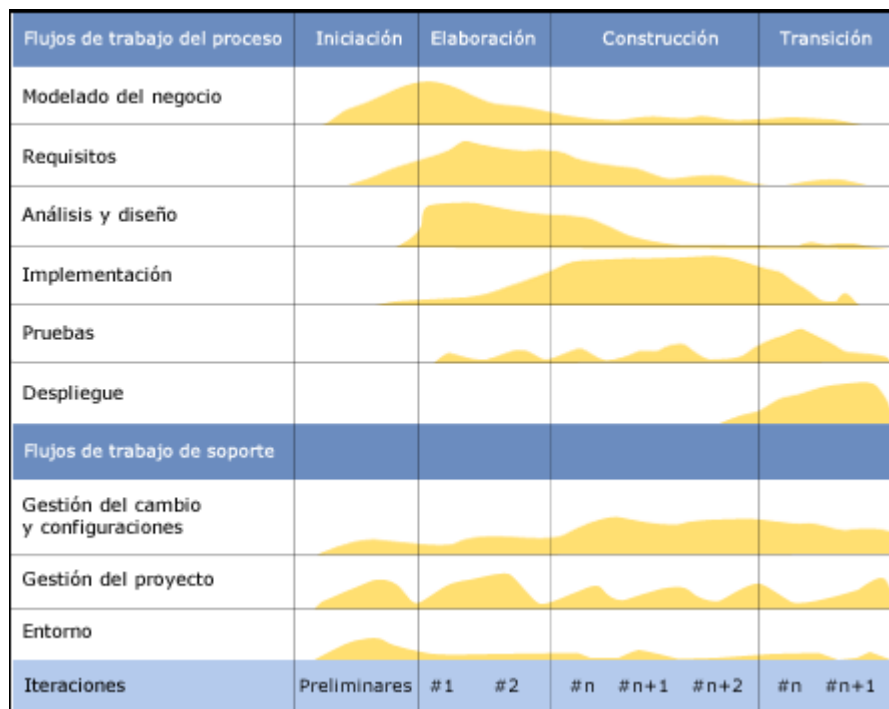 Flujos de trabajo del proceso Iniciación Elaboración Construcción Transición
Modelado del negocio
Requisitos
Análisis y diseño
Implementación
Pruebas
Despliegue
Flujos de trabajo de soporte
Gestión del cambio
y configuraciones
Gestión del proyecto
Entorno
Iteraciones Preliminares #1 #2 #n #n+1 #n+2 #n #n+1